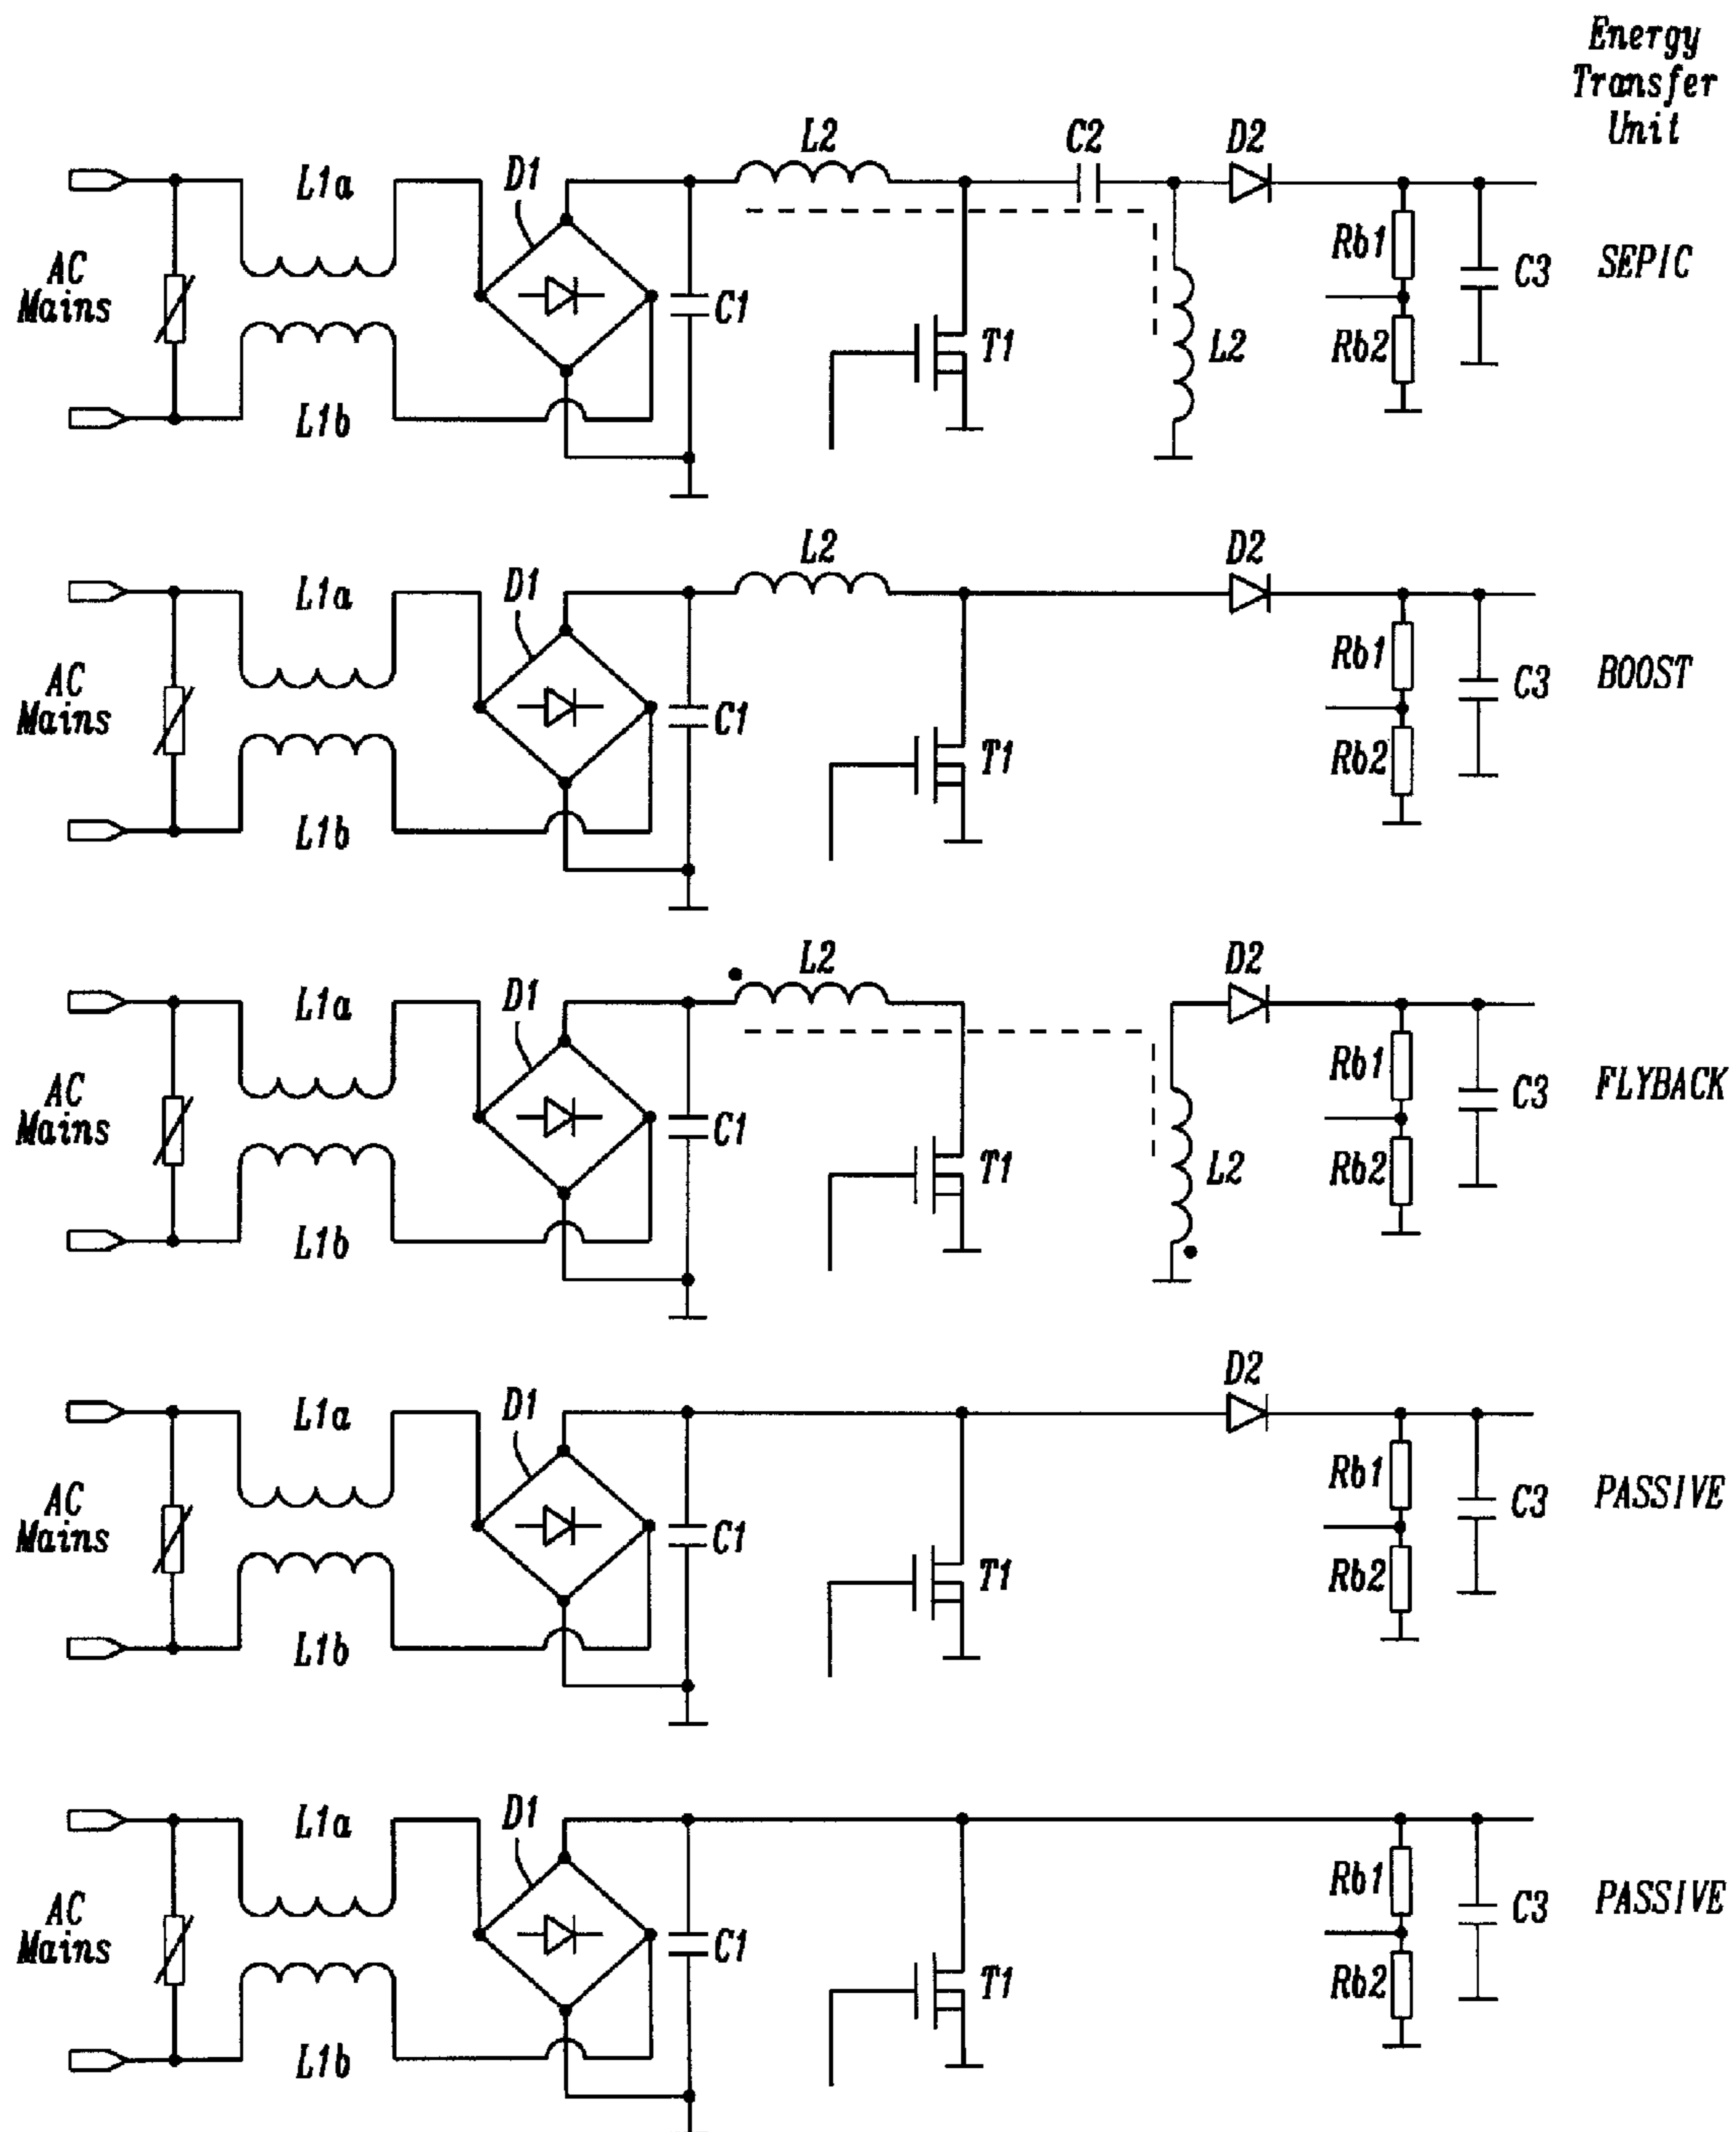 Energy
Transfer
Unit
L1a
D1
L2
C2
D2
AC
Mains
C1
T1
L2
Rb1
Rb2
C3
SEPIC
L1b
L1a
D1
L2
D2
AC
Mains
C1
T1
Rb1
Rb2
C3
BOOST
L1b
L1a
D1
L2
D2
AC
Mains
C1
T1
L2
Rb1
Rb2
C3
FLYBACK
L1b
L1a
D1
D2
AC
Mains
C1
T1
Rb1
Rb2
C3
PASSIVE
L1b
L1a
D1
AC
Mains
C1
T1
Rb1
Rb2
C3
PASSIVE
L1b